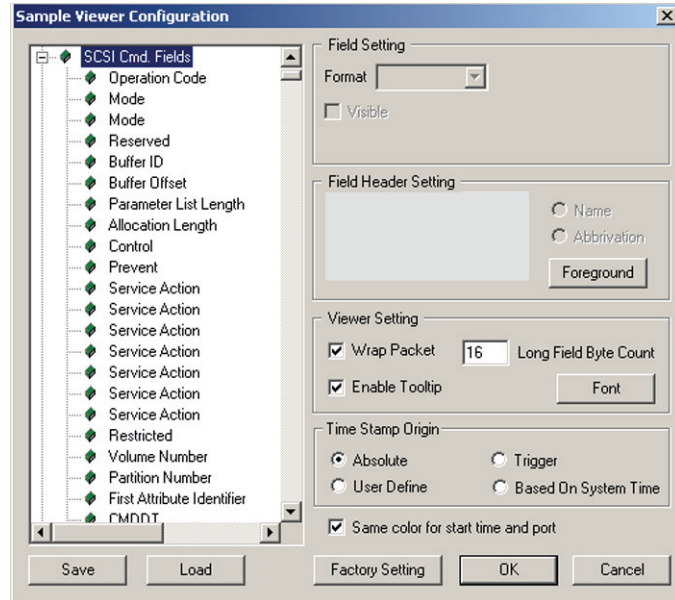 Sample Viewer Configuration
SCSI Cmd. Fields
Operation Code
Mode
Mode
Reserved
Buffer ID
Buffer Offset
Parameter List Length
Allocation Length
Control
Prevent
Service Action
Service Action
Service Action
Service Action
Service Action
Service Action
Service Action
Restricted
Volume Number
Partition Number
First Attribute Identifier
CMDDT
Field Setting
Format
Visible
Field Header Setting
Name
Abbrivation
Foreground
Viewer Setting
Wrap Packet 16 Long Field Byte Count
Enable Tooltip Font
Time Stamp Origin
Absolute Trigger
User Define Based On System Time
Same color for start time and port
Save Load Factory Setting OK Cancel